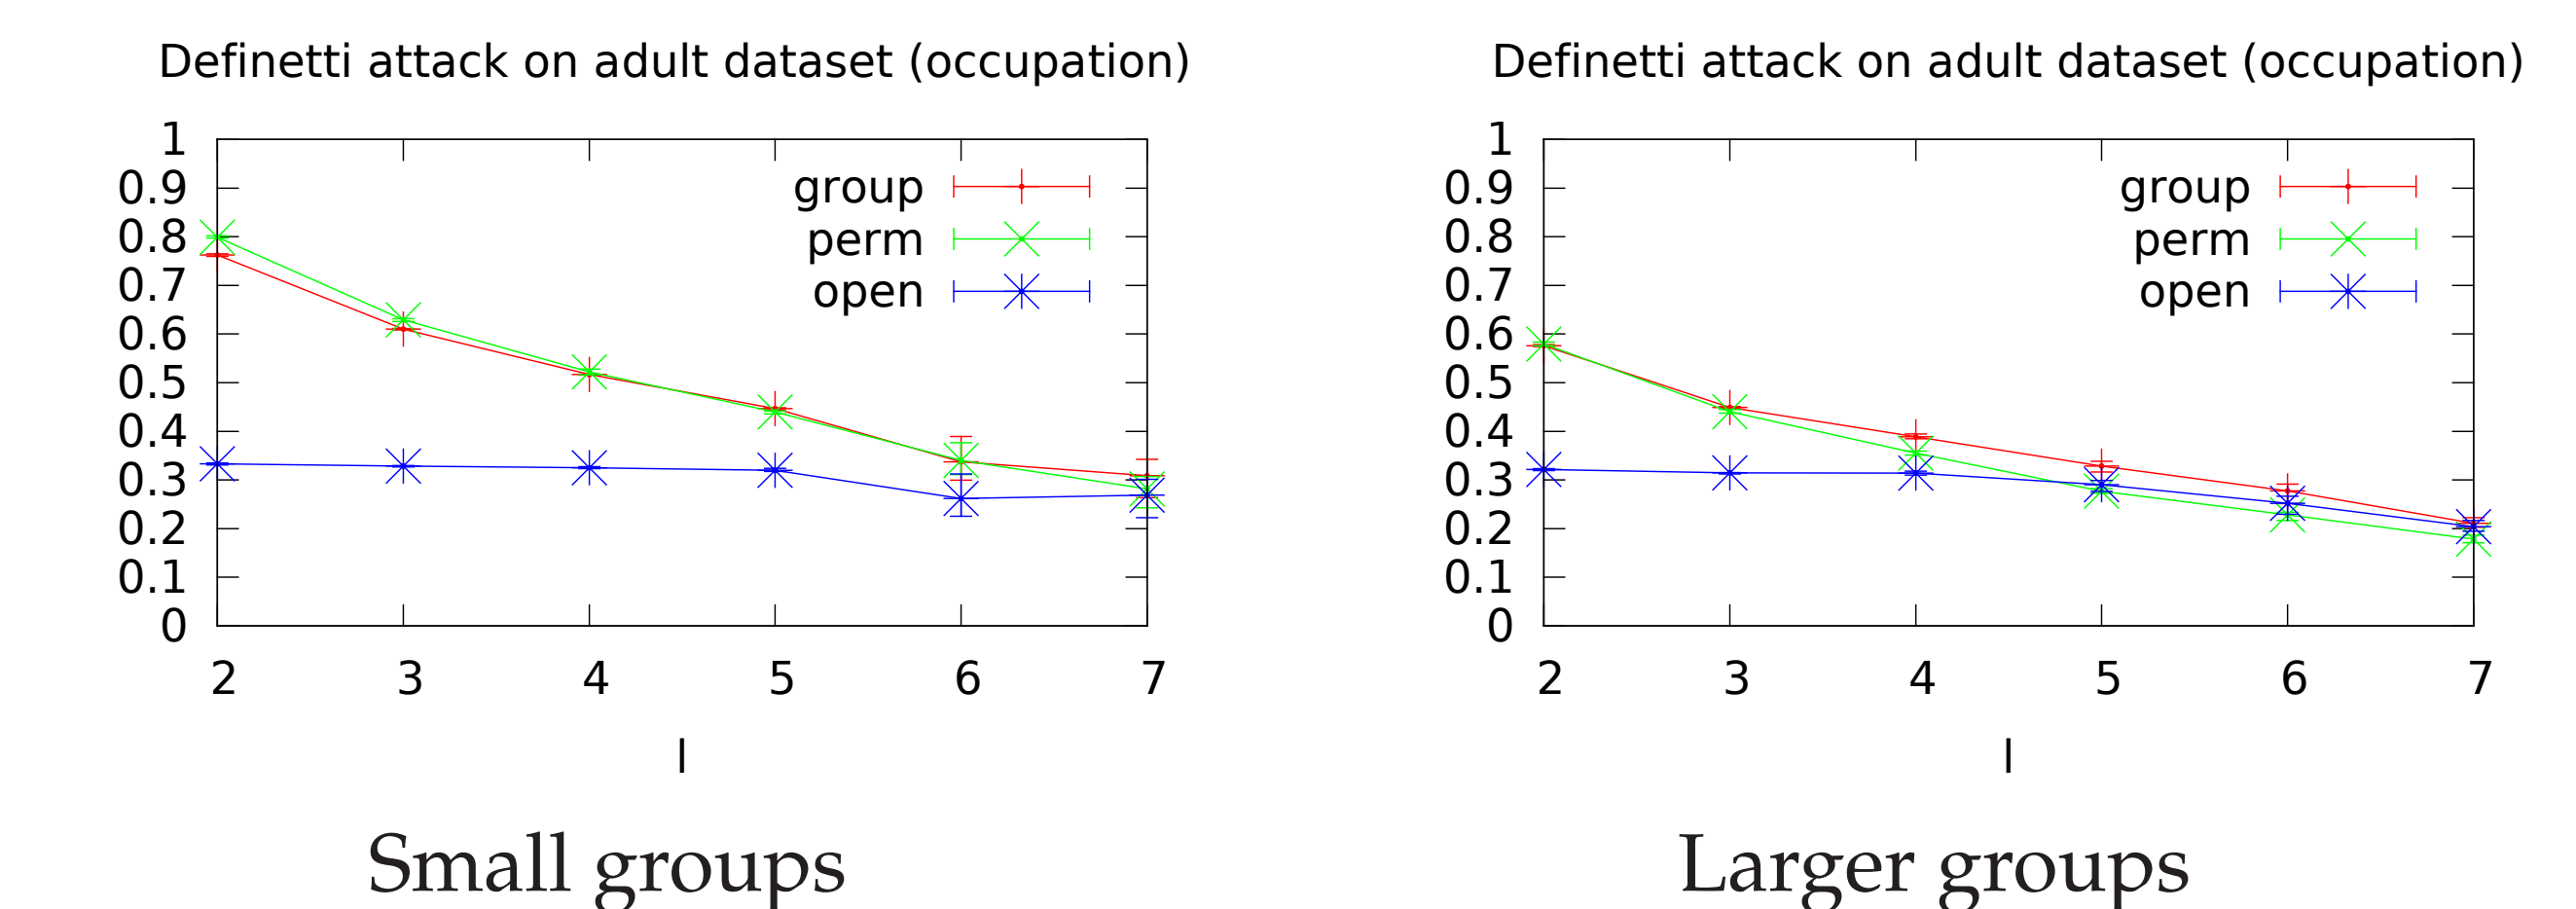 Definetti attack on adult dataset (occupation)
1
0.9
0.8
0.7
0.6
0.5
0.4
0.3
0.2
0.1
0
group
perm
open
2 3 4 5 6 7
l
Small groups
Definetti attack on adult dataset (occupation)
1
0.9
0.8
0.7
0.6
0.5
0.4
0.3
0.2
0.1
0
group
perm
open
2 3 4 5 6 7
l
Larger groups